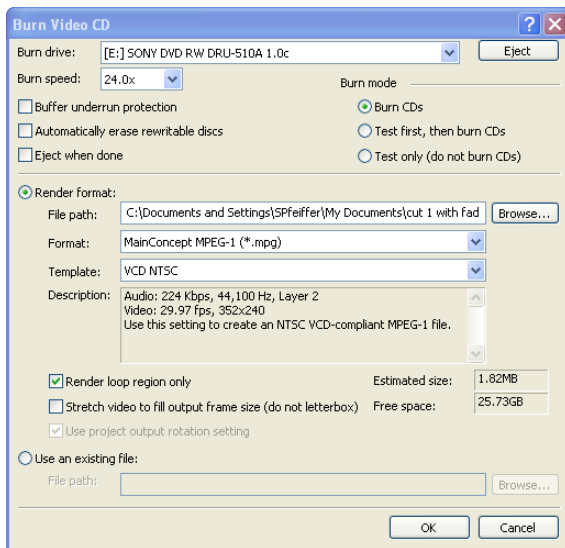 Burn Video CD
Burn drive: [E:] SONY DVD RW DRU-510A 1.0c Eject
Burn speed: 24.0x Burn mode
Buffer underrun protection Burn CDs
Automatically erase rewritable discs Test first, then burn CDs
Eject when done Test only (do not burn CDs)
Render format:
File path: C:\Documents and Settings\SPfeiffer\My Documents\cut 1 with fad Browse...
Format: MainConcept MPEG-1 (*.mpg)
Template: VCD NTSC
Description: Audio: 224 Kbps, 44,100 Hz, Layer 2
Video: 29.97 fps, 352x240
Use this setting to create an NTSC VCD-compliant MPEG-1 file.
Render loop region only Estimated size: 1.82MB
Stretch video to fill output frame size (do not letterbox) Free space: 25.73GB
Use project output rotation setting
Use an existing file:
File path: Browse...
OK Cancel